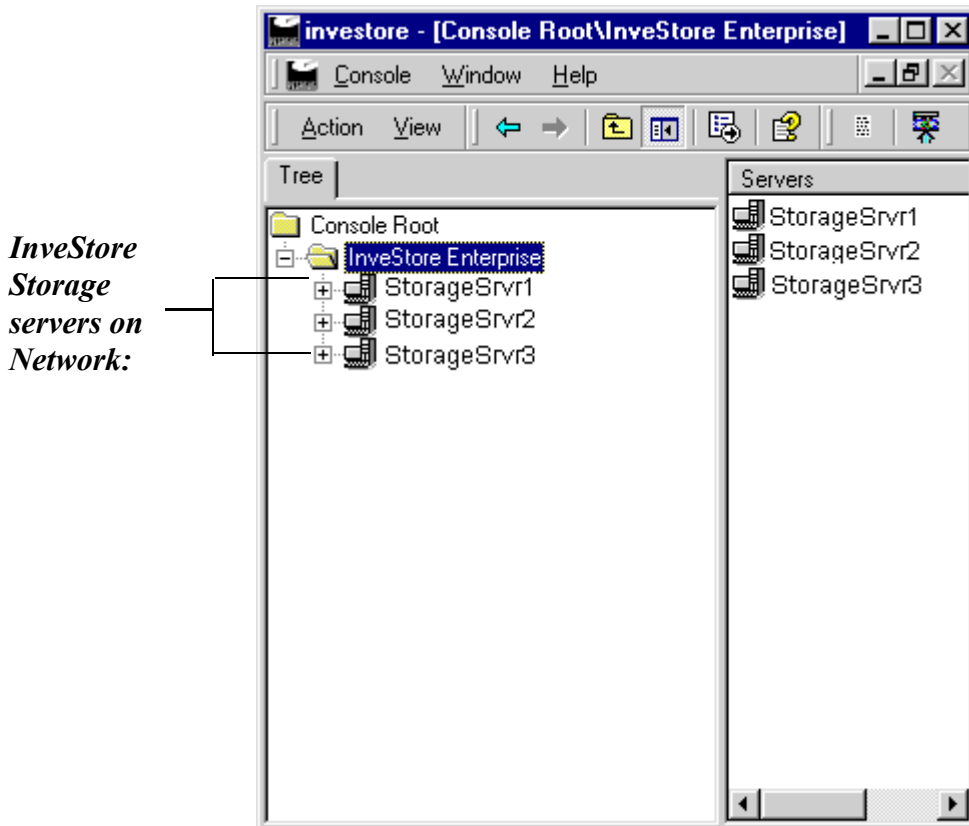 investore - [Console Root\InveStore Enterprise]
Console Window Help
Action View
Tree
Servers
Console Root
InveStore Enterprise
StorageSrvr1
StorageSrvr2
StorageSrvr3
StorageSrvr1
StorageSrvr2
StorageSrvr3
InveStore
Storage
servers on
Network: